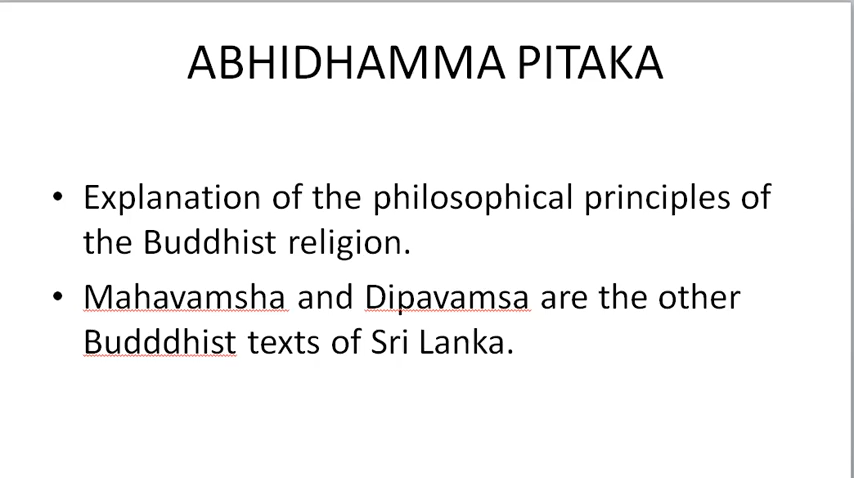 ABHIDHAMMA PITAKA
• Explanation of the philosophical principles of
the Buddhist religion.
• Mahavamsha and Dipavamsa are the other
Budddhist texts of Sri Lanka.